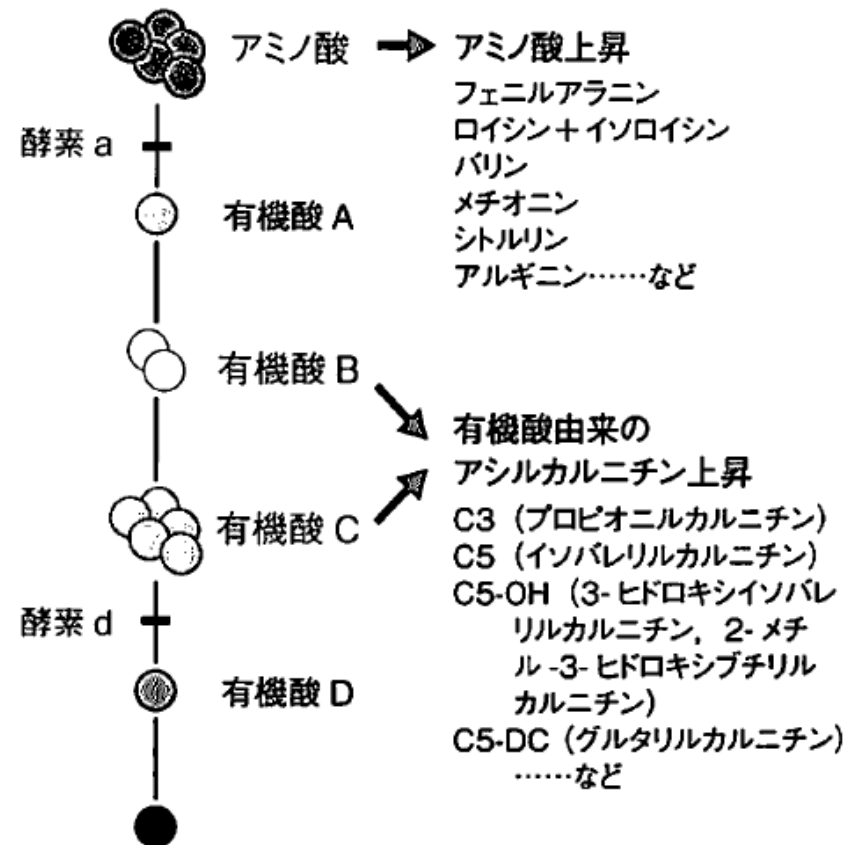 アミノ酸
アミノ酸上昇
フェニルアラニン
ロイシン＋イソロイシン
バリン
メチオニン
シトルリン
アルギニン……など
酵素 a
有機酸 A
有機酸 B
有機酸由来の
アシルカルニチン上昇
有機酸 C
C3（プロピオニルカルニチン）
C5（イソバレリルカルニチン）
C5-OH（3-ヒドロキシイソバレ
リルカルニチン，2-メチ
ル-3-ヒドロキシブチリル
カルニチン）
C5-DC（グルタリルカルニチン）
……など
酵素 d
有機酸 D